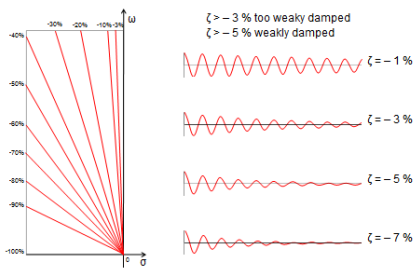 ζ > – 3 % too weaky damped
ζ > – 5 % weakly damped
ω
-30% -20% -10% -3%
-40%
-50%
-60%
-70%
-80%
-90%
-100%
0
σ
ζ = – 1 %
ζ = – 3 %
ζ = – 5 %
ζ = – 7 %